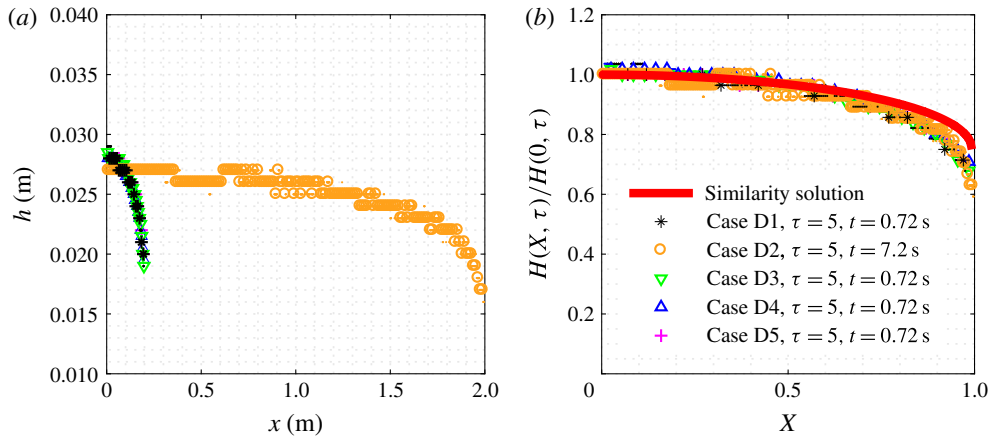 (a)
0.040
0.035
0.030
0.025
0.020
0.015
0.010
h (m)
0
0.5
1.0
1.5
2.0
x (m)
(b)
1.2
1.0
0.8
0.6
0.4
0.2
H(X, τ)/H(0, τ)
Similarity solution
Case D1, τ = 5, t = 0.72 s
Case D2, τ = 5, t = 7.2 s
Case D3, τ = 5, t = 0.72 s
Case D4, τ = 5, t = 0.72 s
Case D5, τ = 5, t = 0.72 s
0
0.5
1.0
X